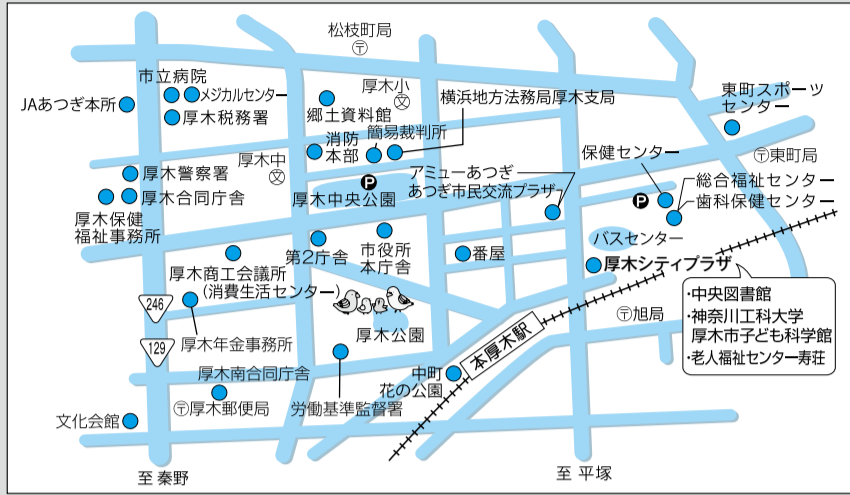 松枝町局
〒
市立病院
メジカルセンター
JAあつぎ本所
厚木税務署
厚木小
文
郷土資料館
横浜地方法務局厚木支局
簡易裁判所
消防
本部
東町スポーツ
センター
〒東町局
厚木中
文
厚木警察署
厚木合同庁舎
厚木保健
福祉事務所
P
厚木中央公園
アミューあつぎ
あつぎ市民交流プラザ
保健センター
P
総合福祉センター
歯科保健センター
バスセンター
厚木シティプラザ
・中央図書館
・神奈川工科大学
厚木市子ども科学館
・老人福祉センター寿荘
第2庁舎
市役所
本庁舎
番屋
厚木商工会議所
(消費生活センター)
246
129
厚木年金事務所
厚木公園
〒旭局
本厚木駅
中町
花の公園
厚木南合同庁舎
〒厚木郵便局
労働基準監督署
文化会館
至 秦野
至 平塚